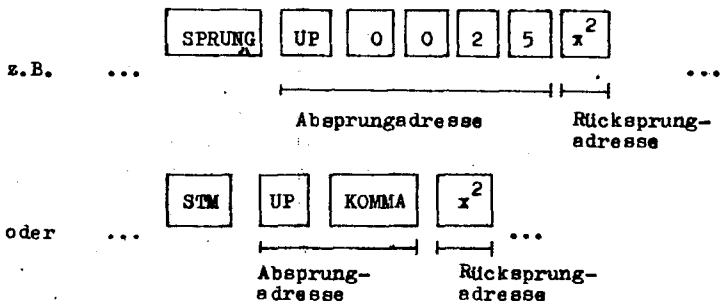 z.B. ... SPRUNG UP 0 0 2 5 x² ...
Absprungadresse Rücksprung-
adresse
oder ... STM UP KOMMA x² ...
Absprung- Rücksprung-
adresse adresse